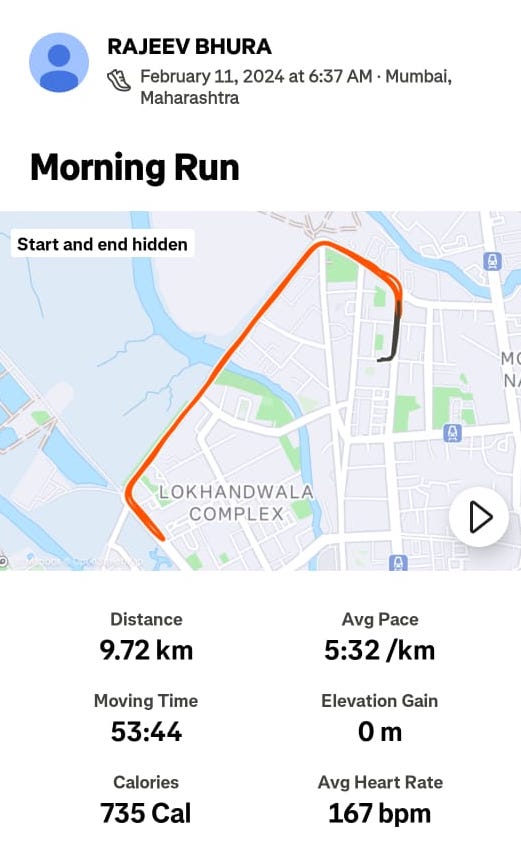 RAJEEV BHURA
February 11, 2024 at 6:37 AM · Mumbai,
Maharashtra
Morning Run
Start and end hidden
LOKHANDWALA
COMPLEX
Distance
9.72 km
Avg Pace
5:32 /km
Moving Time
53:44
Elevation Gain
0 m
Calories
735 Cal
Avg Heart Rate
167 bpm